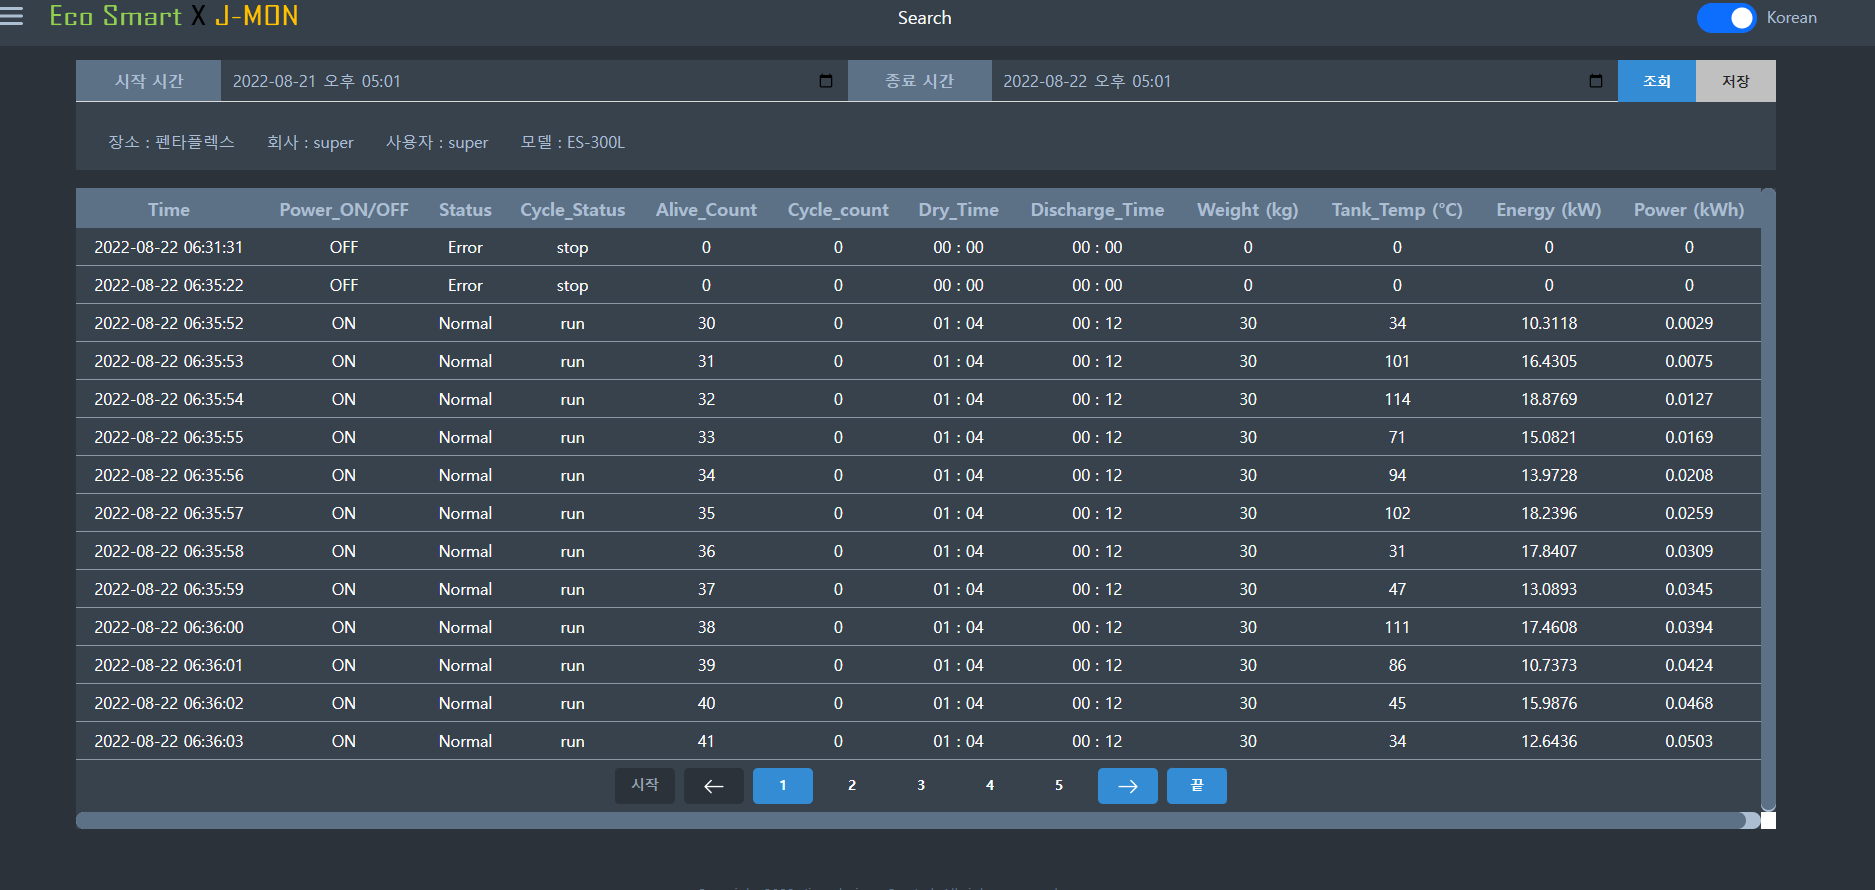 Eco Smart X J-MON Search Korean
시작 시간 2022-08-21 오후 05:01 종료 시간 2022-08-22 오후 05:01 조회 저장
장소 : 펜타플렉스 회사 : super 사용자 : super 모델 : ES-300L
Time Power_ON/OFF Status Cycle_Status Alive_Count Cycle_count Dry_Time Discharge_Time Weight (kg) Tank_Temp (°C) Energy (kW) Power (kWh)
2022-08-22 06:31:31 OFF Error stop 0 0 00 : 00 00 : 00 0 0 0 0
2022-08-22 06:35:22 OFF Error stop 0 0 00 : 00 00 : 00 0 0 0 0
2022-08-22 06:35:52 ON Normal run 30 0 01 : 04 00 : 12 30 34 10.3118 0.0029
2022-08-22 06:35:53 ON Normal run 31 0 01 : 04 00 : 12 30 101 16.4305 0.0075
2022-08-22 06:35:54 ON Normal run 32 0 01 : 04 00 : 12 30 114 18.8769 0.0127
2022-08-22 06:35:55 ON Normal run 33 0 01 : 04 00 : 12 30 71 15.0821 0.0169
2022-08-22 06:35:56 ON Normal run 34 0 01 : 04 00 : 12 30 94 13.9728 0.0208
2022-08-22 06:35:57 ON Normal run 35 0 01 : 04 00 : 12 30 102 18.2396 0.0259
2022-08-22 06:35:58 ON Normal run 36 0 01 : 04 00 : 12 30 31 17.8407 0.0309
2022-08-22 06:35:59 ON Normal run 37 0 01 : 04 00 : 12 30 47 13.0893 0.0345
2022-08-22 06:36:00 ON Normal run 38 0 01 : 04 00 : 12 30 111 17.4608 0.0394
2022-08-22 06:36:01 ON Normal run 39 0 01 : 04 00 : 12 30 86 10.7373 0.0424
2022-08-22 06:36:02 ON Normal run 40 0 01 : 04 00 : 12 30 45 15.9876 0.0468
2022-08-22 06:36:03 ON Normal run 41 0 01 : 04 00 : 12 30 34 12.6436 0.0503
시작 ← 1 2 3 4 5 → 끝